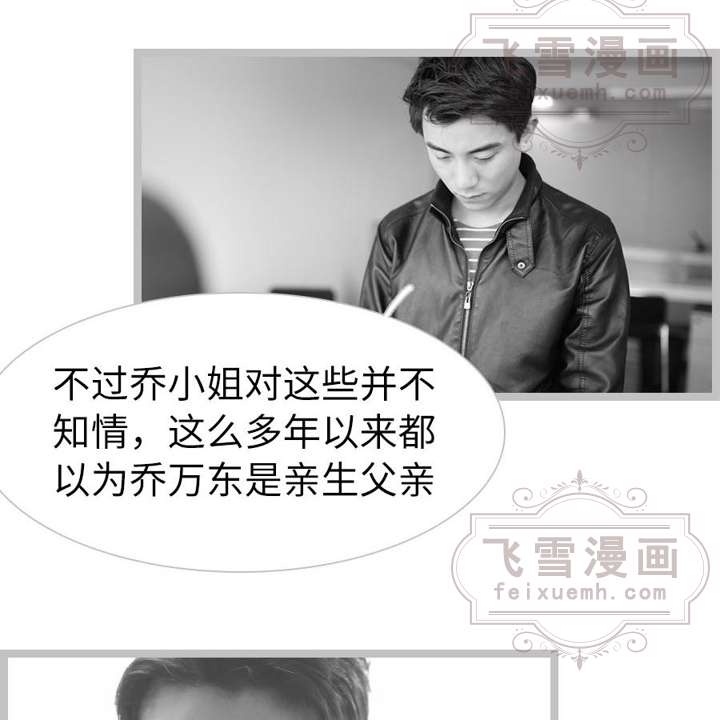 飞雪漫画
feixuemh.com
不过乔小姐对这些并不
知情，这么多年以来都
以为乔万东是亲生父亲
飞雪漫画
feixuemh.com